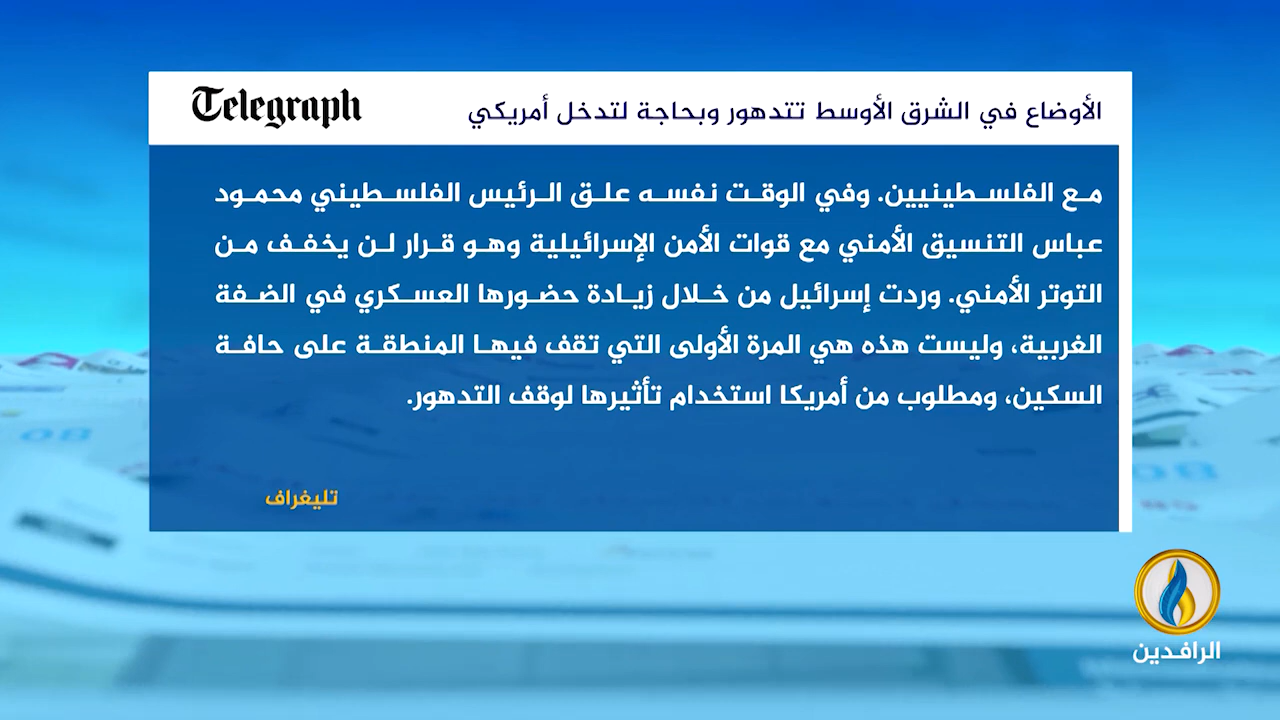 الأوضاع في الشرق الأوسط تتدهور وبحاجة لتدخل أمريكي
Telegraph
مع الفلسطينيين. وفي الوقت نفسه علق الرئيس الفلسطيني محمود
عباس التنسيق الأمني مع قوات الأمن الإسرائيلية وهو قرار لن يخفف من
التوتر الأمني. وردت إسرائيل من خلال زيادة حضورها العسكري في الضفة
الغربية، وليست هذه هي المرة الأولى التي تقف فيها المنطقة على حافة
السكين، ومطلوب من أمريكا استخدام تأثيرها لوقف التدهور.
تليغراف
الرافدين